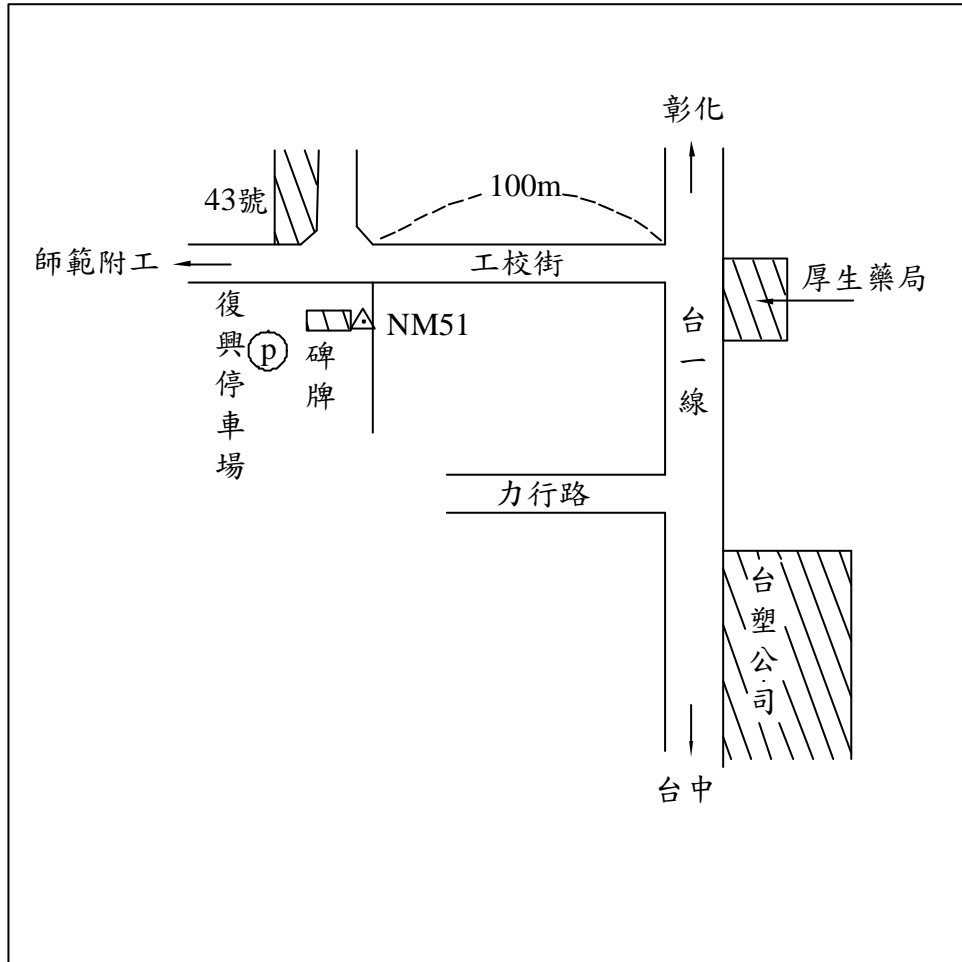 彰化
100m
43號
師範附工
工校街
厚生藥局
復興停車場
p
碑牌
NM51
台一線
力行路
台塑公司
台中